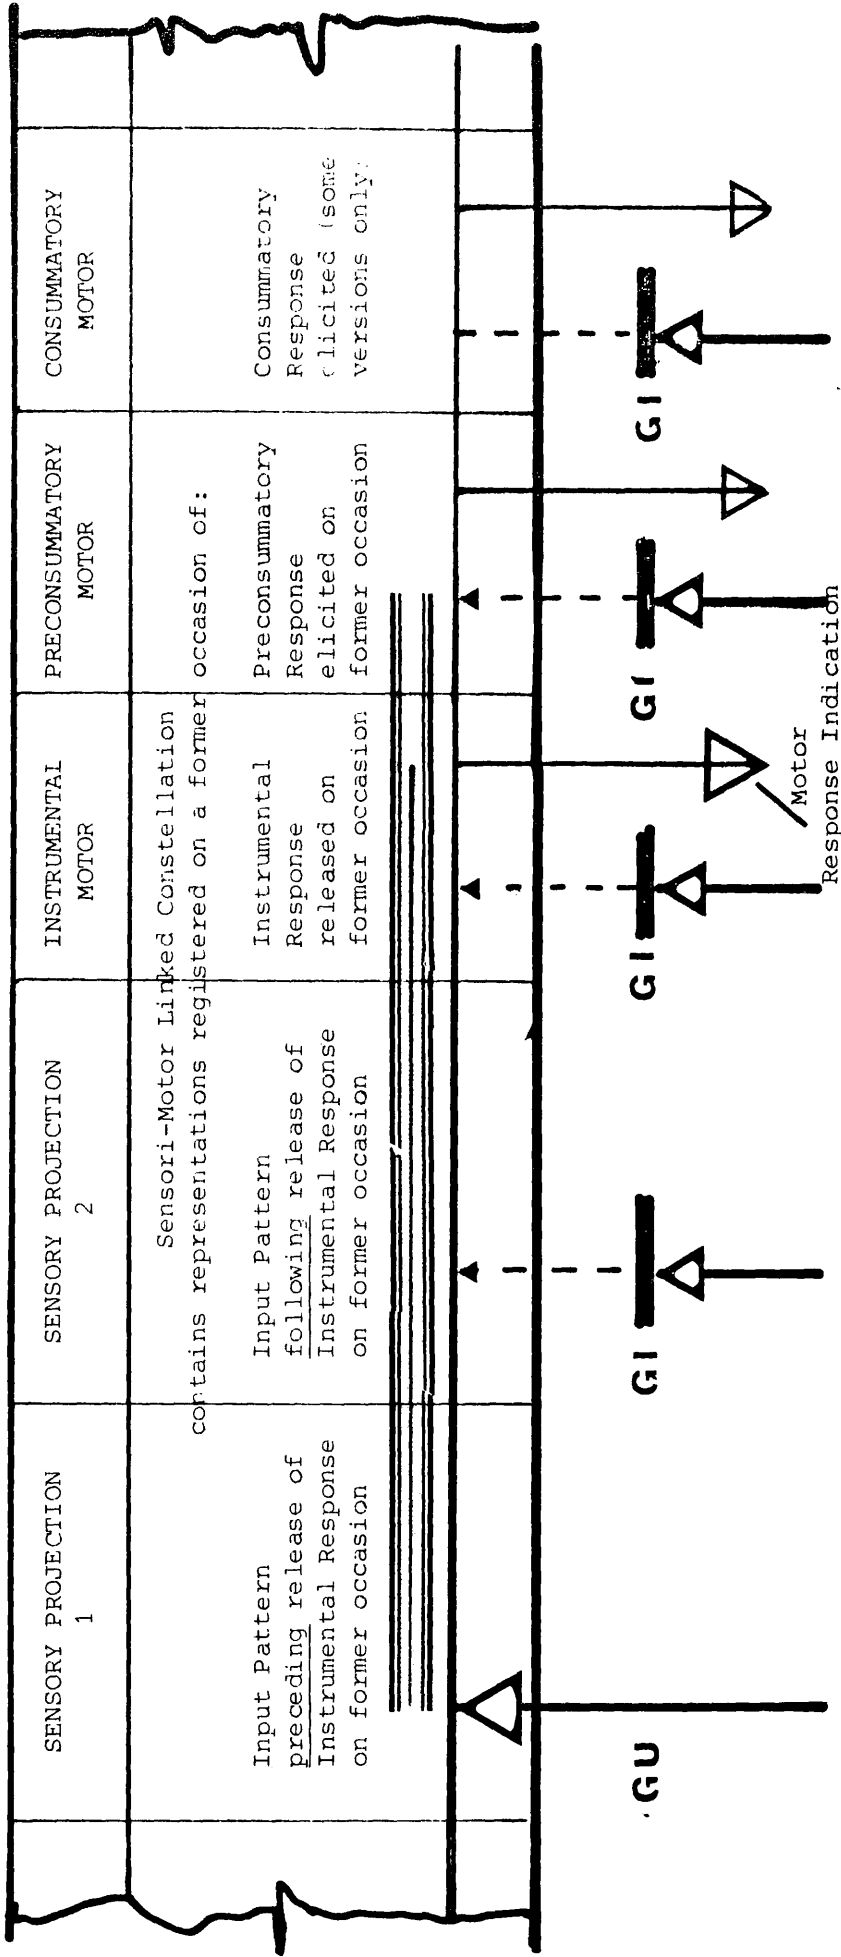 SENSORY PROJECTION
1
SENSORY PROJECTION
2
INSTRUMENTAL
MOTOR
PRECONSUMMATORY
MOTOR
CONSUMMATORY
MOTOR
Sensori-Motor Linked Constellation
contains representations registered on a former occasion of:
Input Pattern
preceding release of
Instrumental Response
on former occasion
Input Pattern
following release of
Instrumental Response
on former occasion
Instrumental
Response
released on
former occasion
Preconsummatory
Response
elicited on
former occasion
Consummatory
Response
elicited (some
versions only)
GU
GI
GI
GI
GI
Motor
Response Indication